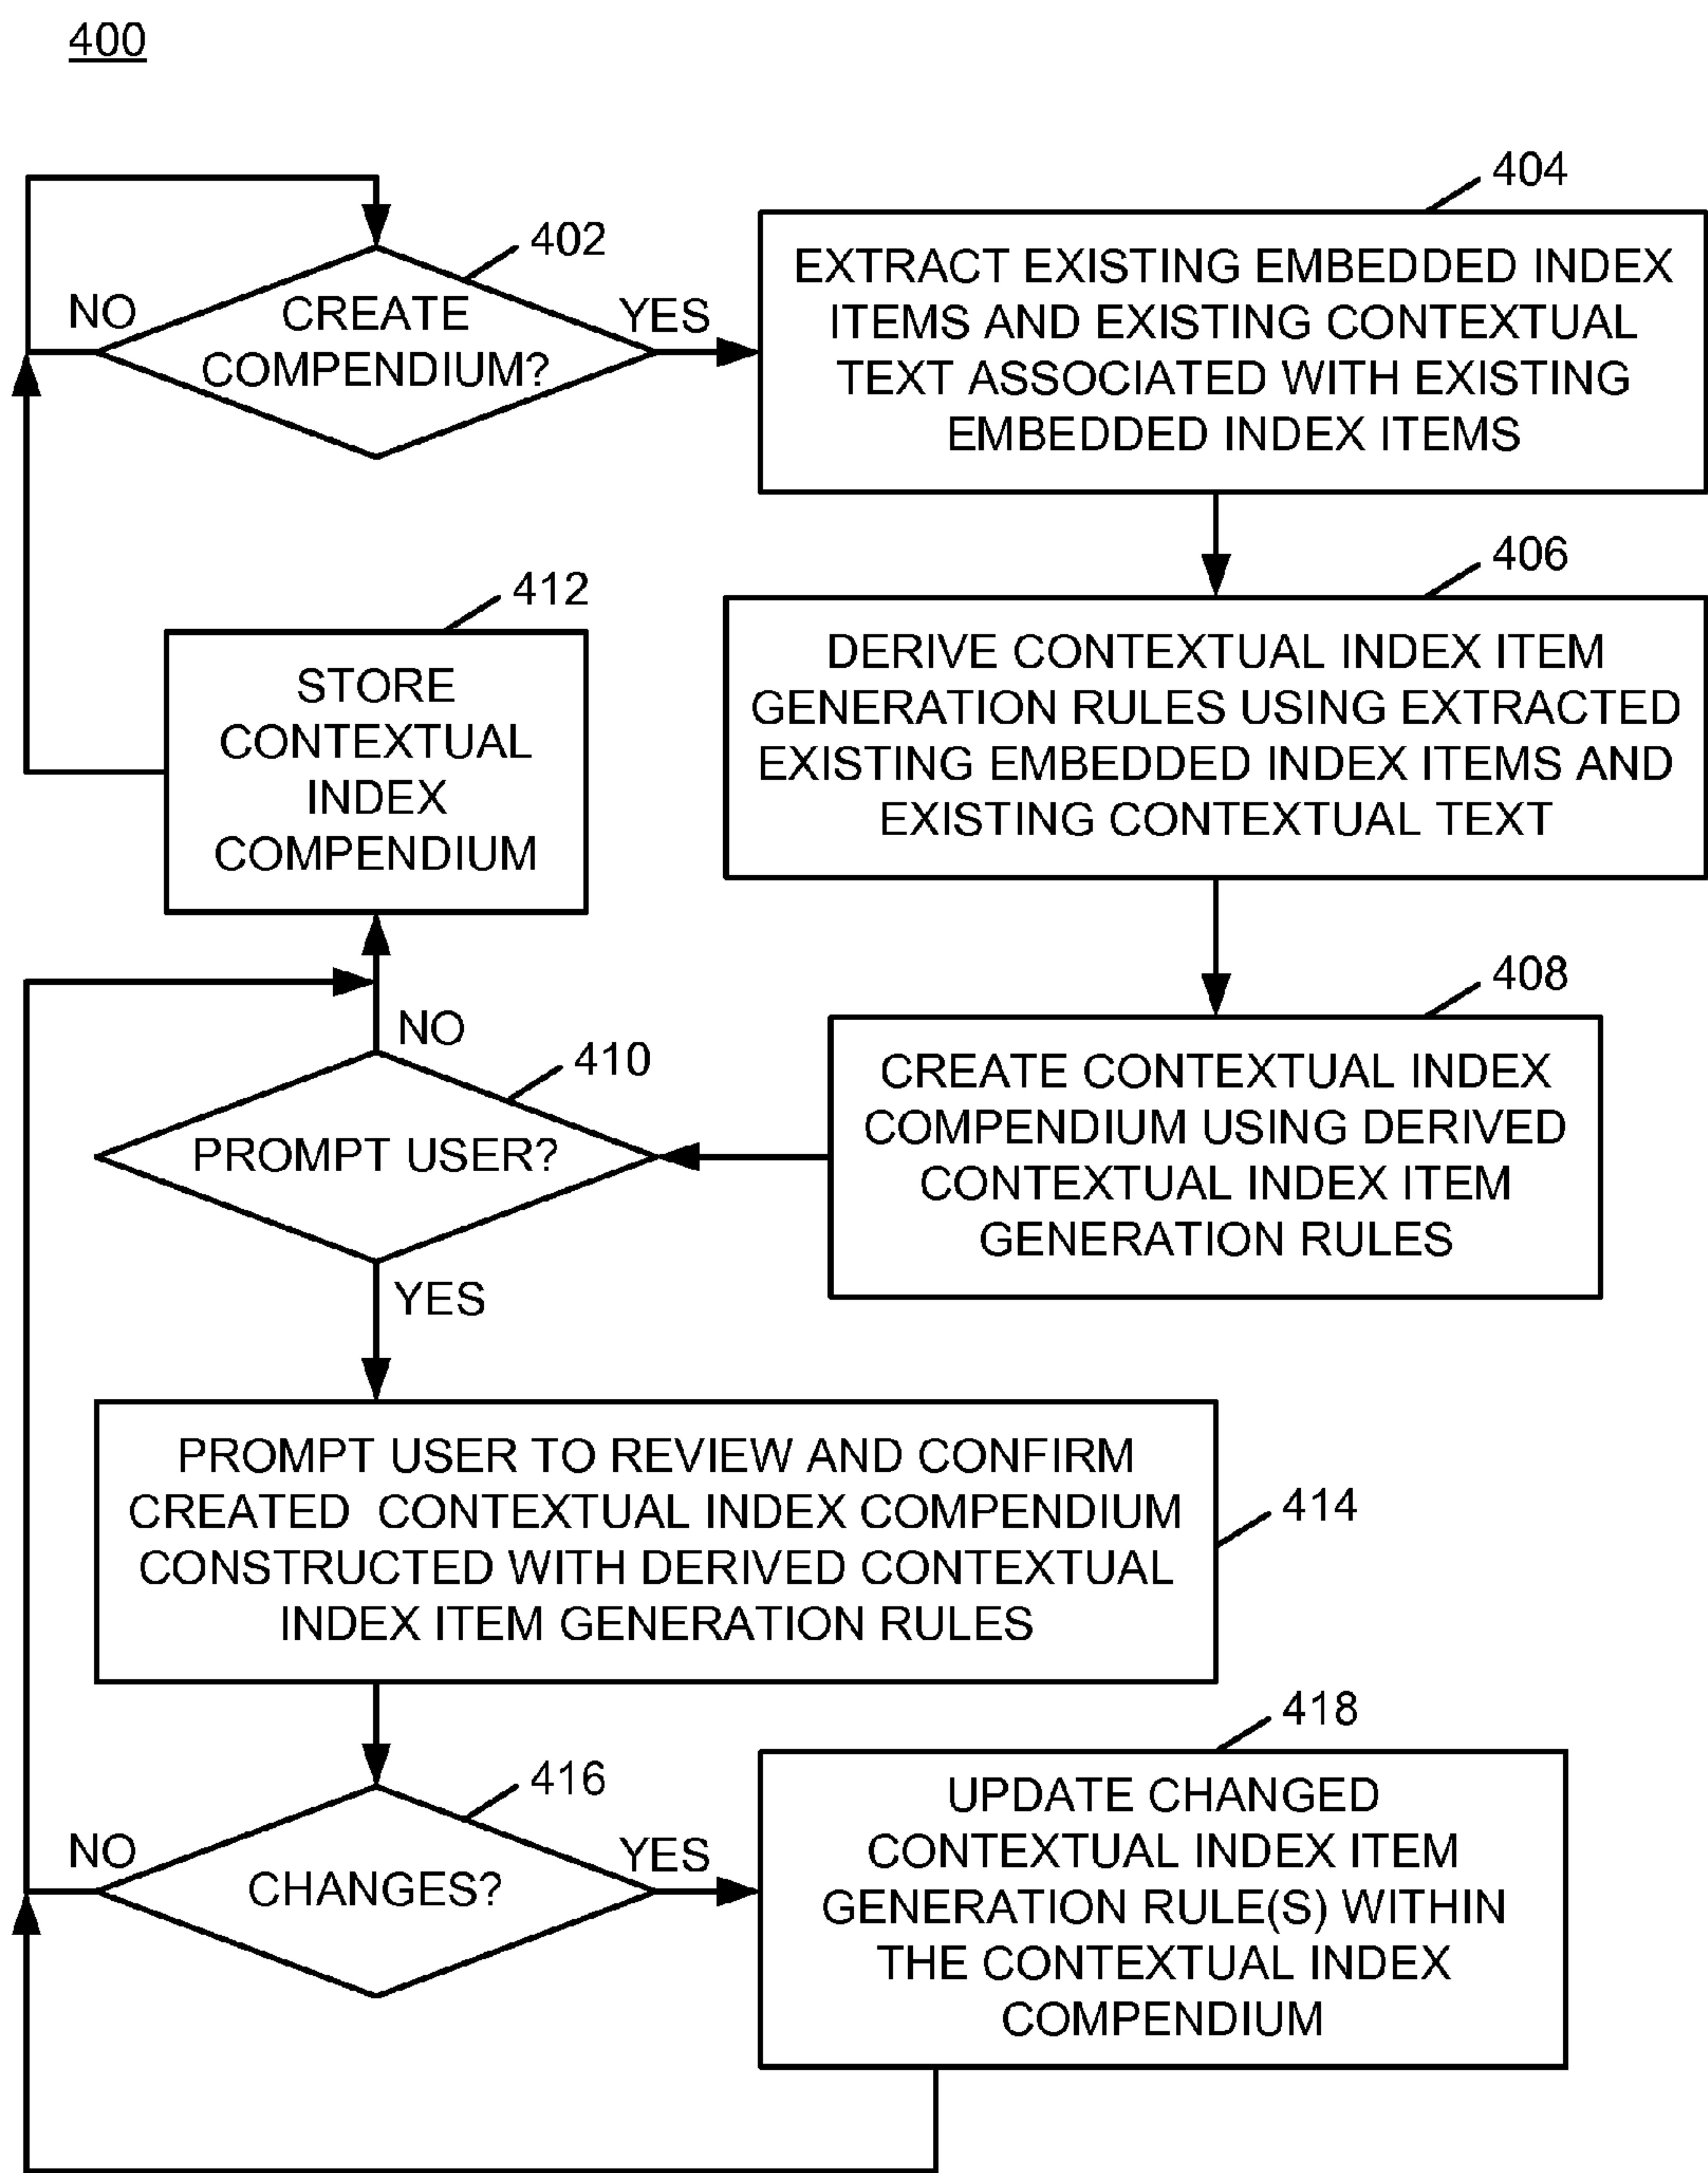 400
402
CREATE
COMPENDIUM?
NO
YES
404
EXTRACT EXISTING EMBEDDED INDEX
ITEMS AND EXISTING CONTEXTUAL
TEXT ASSOCIATED WITH EXISTING
EMBEDDED INDEX ITEMS
406
DERIVE CONTEXTUAL INDEX ITEM
GENERATION RULES USING EXTRACTED
EXISTING EMBEDDED INDEX ITEMS AND
EXISTING CONTEXTUAL TEXT
408
CREATE CONTEXTUAL INDEX
COMPENDIUM USING DERIVED
CONTEXTUAL INDEX ITEM
GENERATION RULES
410
PROMPT USER?
NO
YES
412
STORE
CONTEXTUAL
INDEX
COMPENDIUM
414
PROMPT USER TO REVIEW AND CONFIRM
CREATED CONTEXTUAL INDEX COMPENDIUM
CONSTRUCTED WITH DERIVED CONTEXTUAL
INDEX ITEM GENERATION RULES
416
CHANGES?
NO
YES
418
UPDATE CHANGED
CONTEXTUAL INDEX ITEM
GENERATION RULE(S) WITHIN
THE CONTEXTUAL INDEX
COMPENDIUM